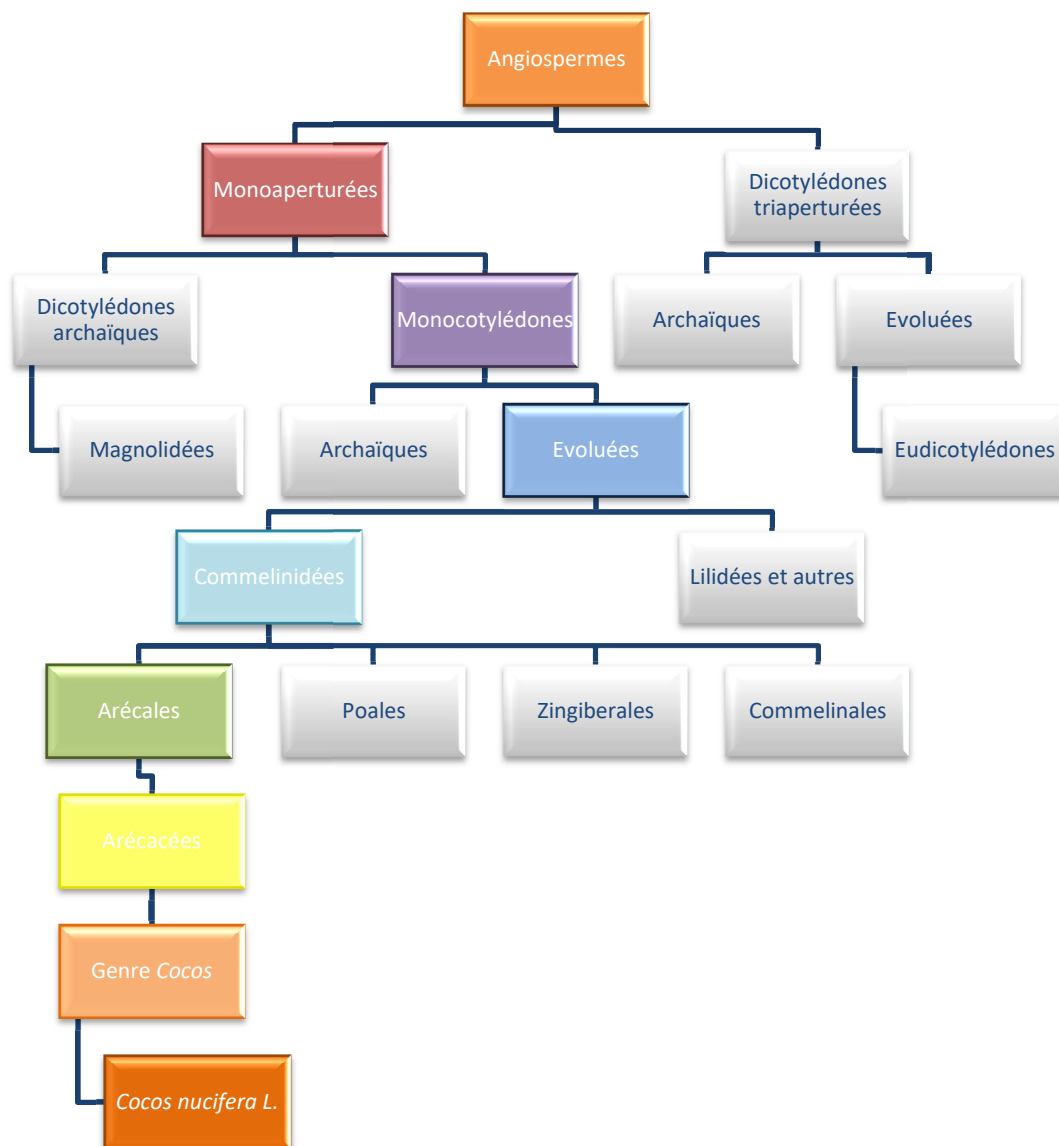 Angiospermes
Monoaperturées
Dicotylédones
triaperturées
Dicotylédones
archaïques
Monocotylédones
Archaïques
Evoluées
Magnolidées
Archaïques
Evoluées
Eudicotylédones
Commelinidées
Lilidées et autres
Arécales
Poales
Zingiberales
Commelinales
Arécacées
Genre Cocos
Cocos nucifera L.